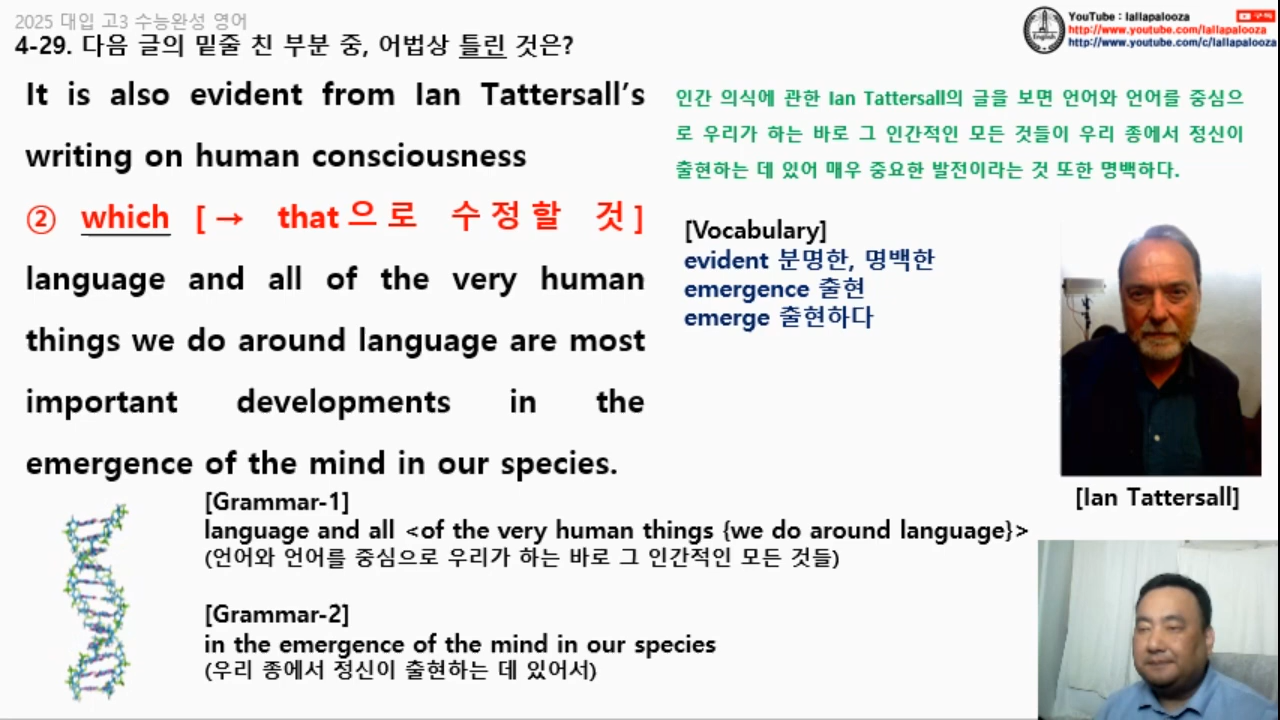 2025 대입 고3 수능완성 영어
4-29. 다음 글의 밑줄 친 부분 중, 어법상 틀린 것은?
YouTube : lallapalooza
구독
http://www.youtube.com/lallapalooza
http://www.youtube.com/c/lallapalooza
English
It is also evident from Ian Tattersall’s
writing on human consciousness
② which [→ that으로 수정할 것]
language and all of the very human
things we do around language are most
important developments in the
emergence of the mind in our species.
인간 의식에 관한 Ian Tattersall의 글을 보면 언어와 언어를 중심으
로 우리가 하는 바로 그 인간적인 모든 것들이 우리 종에서 정신이
출현하는 데 있어 매우 중요한 발전이라는 것 또한 명백하다.
[Vocabulary]
evident 분명한, 명백한
emergence 출현
emerge 출현하다
[Ian Tattersall]
[Grammar-1]
language and all <of the very human things {we do around language}>
(언어와 언어를 중심으로 우리가 하는 바로 그 인간적인 모든 것들)
[Grammar-2]
in the emergence of the mind in our species
(우리 종에서 정신이 출현하는 데 있어서)